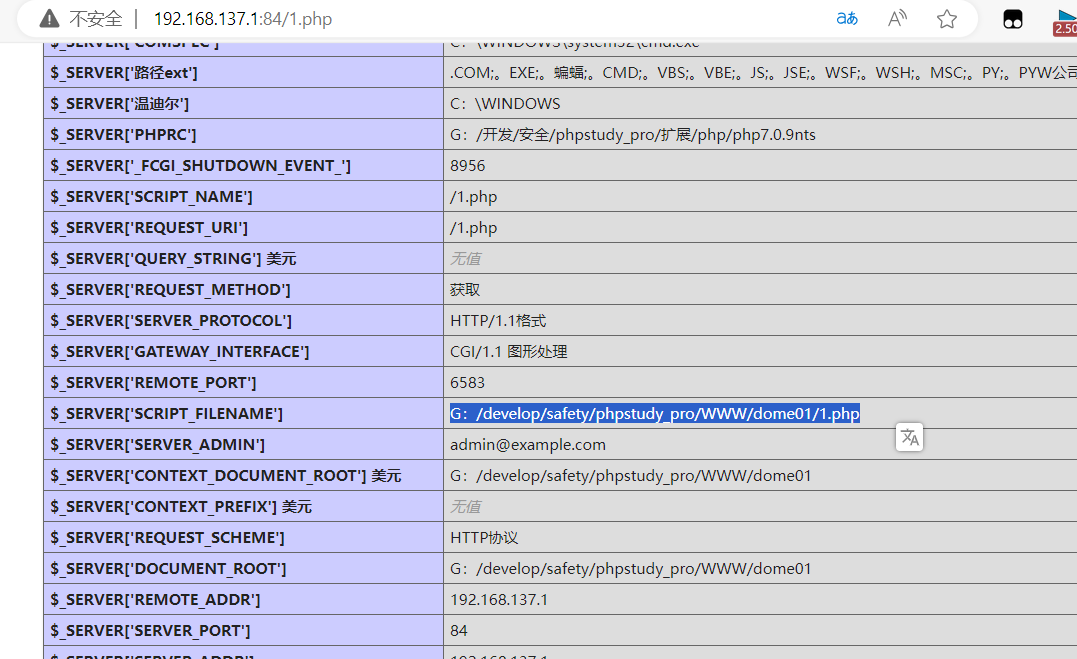 不安全 | 192.168.137.1:84/1.php
2.50
$_SERVER['COMSPEC'] C：\WINDOWS\system32\cmd.exe
$_SERVER['路径ext'] .COM;。EXE;。蝙蝠;。CMD;。VBS;。VBE;。JS;。JSE;。WSF;。WSH;。MSC;。PY;。PYW公司
$_SERVER['温迪尔'] C：\WINDOWS
$_SERVER['PHPRC'] G：/开发/安全/phpstudy_pro/扩展/php/php7.0.9nts
$_SERVER['_FCGI_SHUTDOWN_EVENT_'] 8956
$_SERVER['SCRIPT_NAME'] /1.php
$_SERVER['REQUEST_URI'] /1.php
$_SERVER['QUERY_STRING'] 美元 无值
$_SERVER['REQUEST_METHOD'] 获取
$_SERVER['SERVER_PROTOCOL'] HTTP/1.1格式
$_SERVER['GATEWAY_INTERFACE'] CGI/1.1 图形处理
$_SERVER['REMOTE_PORT'] 6583
$_SERVER['SCRIPT_FILENAME'] G：/develop/safety/phpstudy_pro/WWW/dome01/1.php
$_SERVER['SERVER_ADMIN'] admin@example.com
$_SERVER['CONTEXT_DOCUMENT_ROOT'] 美元 G：/develop/safety/phpstudy_pro/WWW/dome01
$_SERVER['CONTEXT_PREFIX'] 美元 无值
$_SERVER['REQUEST_SCHEME'] HTTP协议
$_SERVER['DOCUMENT_ROOT'] G：/develop/safety/phpstudy_pro/WWW/dome01
$_SERVER['REMOTE_ADDR'] 192.168.137.1
$_SERVER['SERVER_PORT'] 84
$_SERVER['SERVER_ADDR'] 192.168.137.1